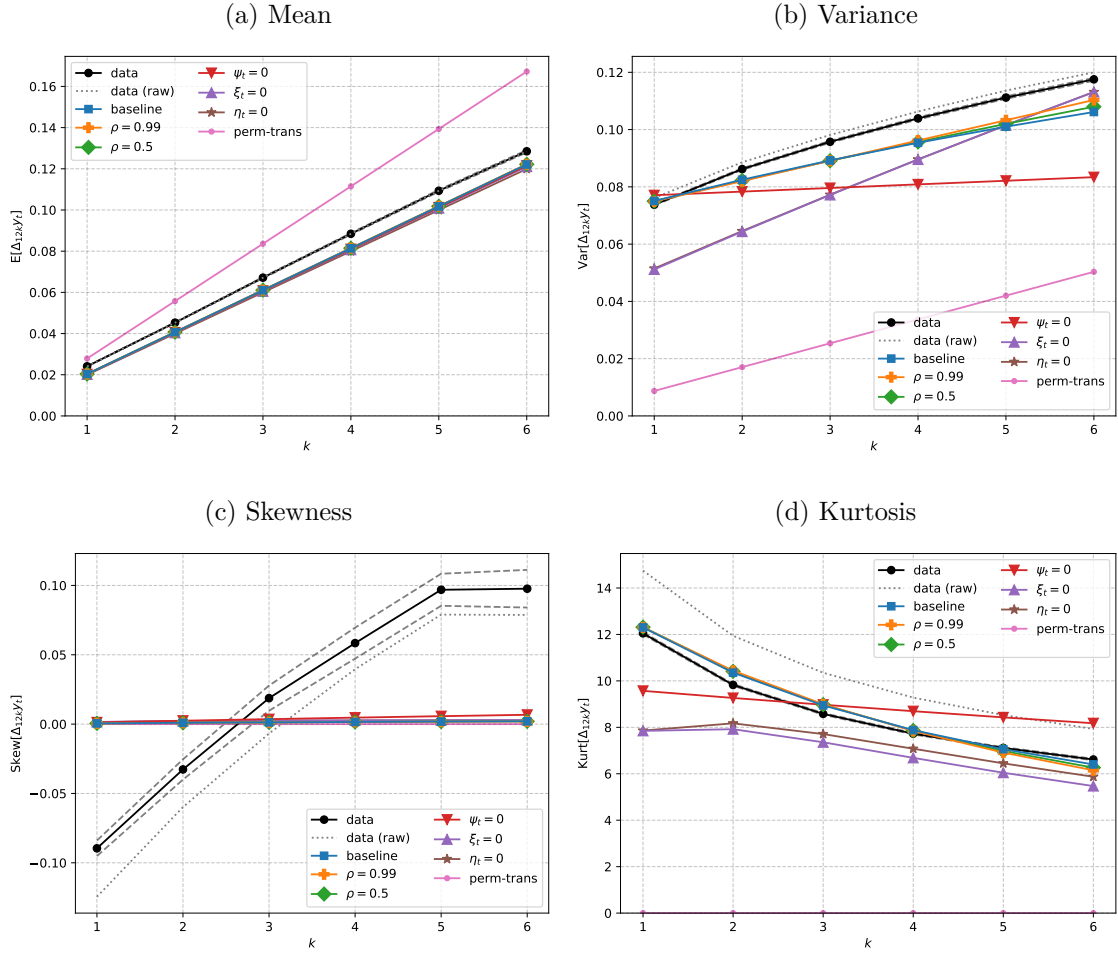 (a) Mean
E[Δ₁₂ₖyₜ]
0.16
0.14
0.12
0.10
0.08
0.06
0.04
0.02
0.00
data
data (raw)
baseline
ρ = 0.99
ρ = 0.5
ψₜ = 0
ξₜ = 0
ηₜ = 0
perm-trans
1 2 3 4 5 6
k
(b) Variance
Var[Δ₁₂ₖyₜ]
0.12
0.10
0.08
0.06
0.04
0.02
0.00
data
data (raw)
baseline
ρ = 0.99
ρ = 0.5
ψₜ = 0
ξₜ = 0
ηₜ = 0
perm-trans
1 2 3 4 5 6
k
(c) Skewness
Skew[Δ₁₂ₖyₜ]
0.10
0.05
0.00
−0.05
−0.10
data
data (raw)
baseline
ρ = 0.99
ρ = 0.5
ψₜ = 0
ξₜ = 0
ηₜ = 0
perm-trans
1 2 3 4 5 6
k
(d) Kurtosis
Kurt[Δ₁₂ₖyₜ]
14
12
10
8
6
4
2
0
data
data (raw)
baseline
ρ = 0.99
ρ = 0.5
ψₜ = 0
ξₜ = 0
ηₜ = 0
perm-trans
1 2 3 4 5 6
k